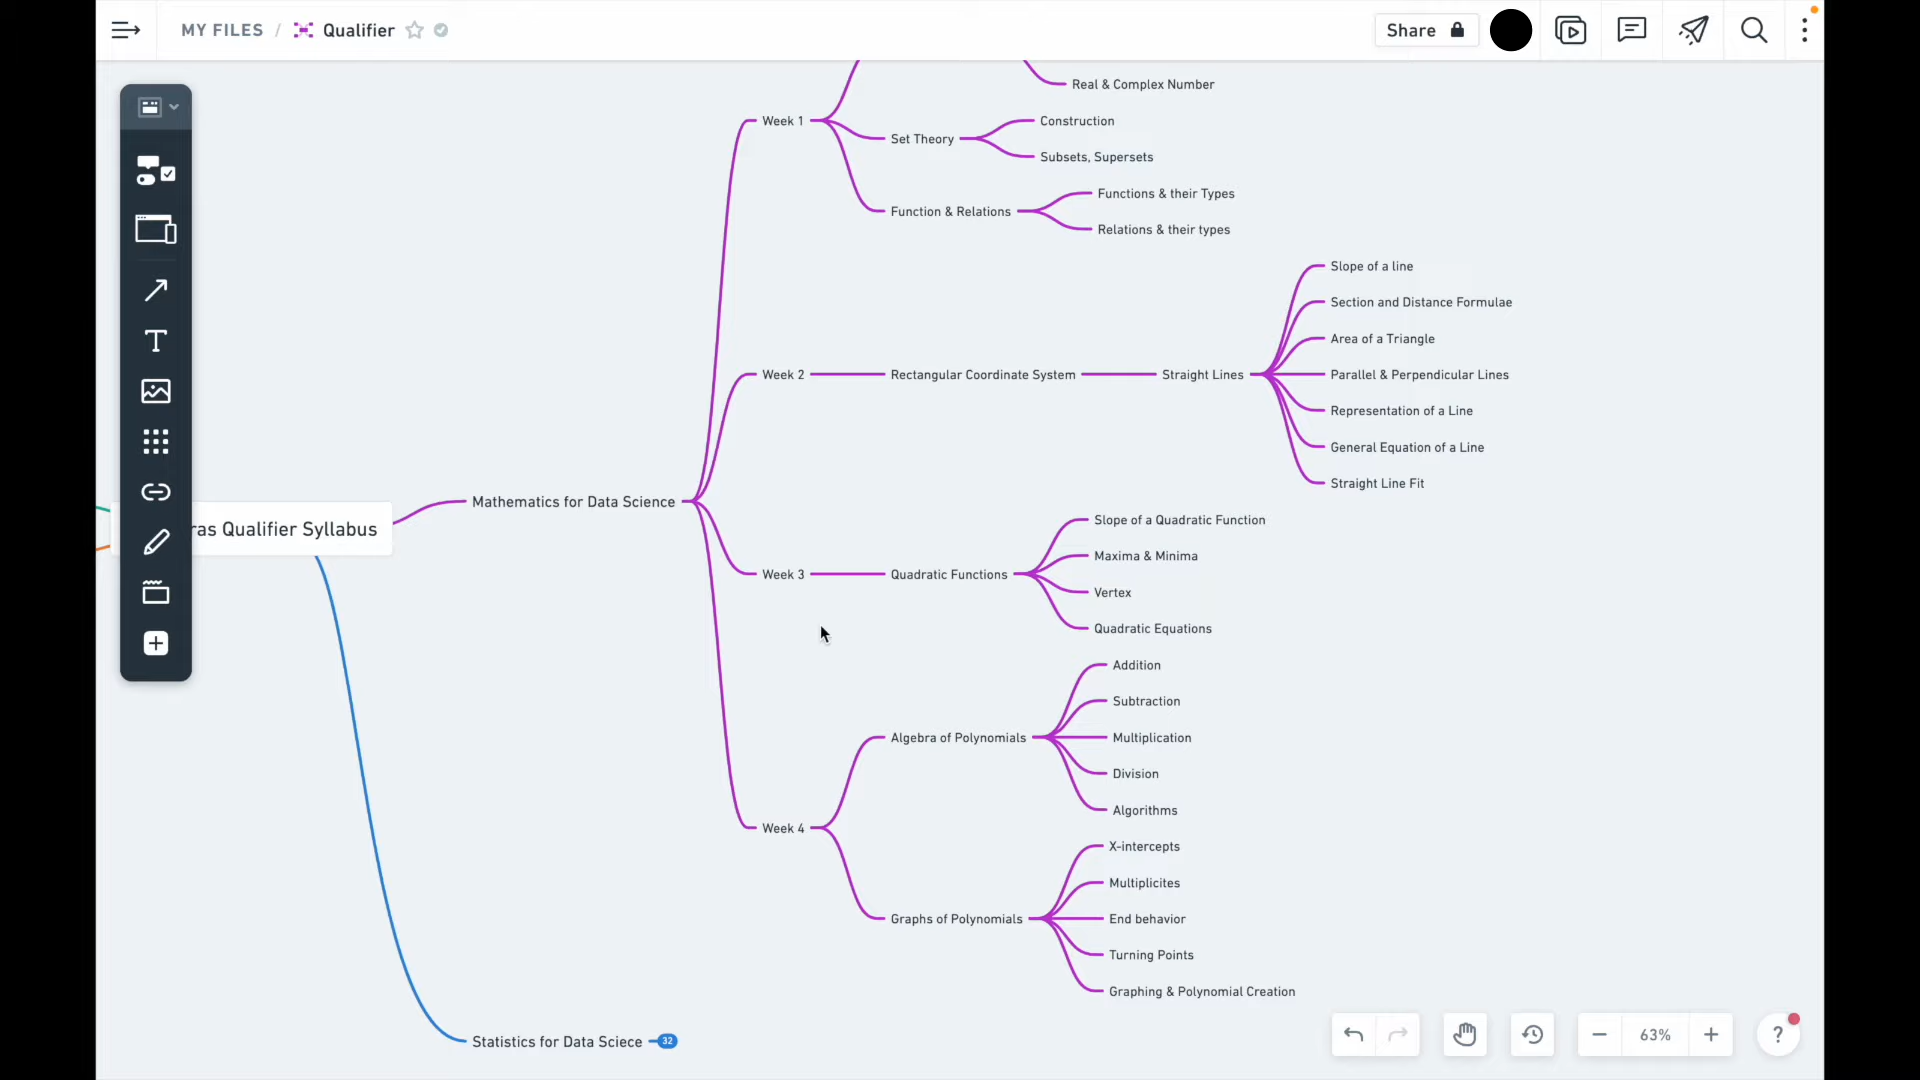 MY FILES / Qualifier
Share
Real & Complex Number
Week 1
Construction
Set Theory
Subsets, Supersets
Functions & their Types
Function & Relations
Relations & their types
Slope of a line
Section and Distance Formulae
Area of a Triangle
Week 2
Rectangular Coordinate System
Straight Lines
Parallel & Perpendicular Lines
Representation of a Line
General Equation of a Line
Straight Line Fit
Mathematics for Data Science
Qualifier Syllabus
Slope of a Quadratic Function
Maxima & Minima
Week 3
Quadratic Functions
Vertex
Quadratic Equations
Addition
Subtraction
Algebra of Polynomials
Multiplication
Division
Algorithms
Week 4
X-intercepts
Multiplicites
Graphs of Polynomials
End behavior
Turning Points
Graphing & Polynomial Creation
Statistics for Data Sciece
32
63%
?
T